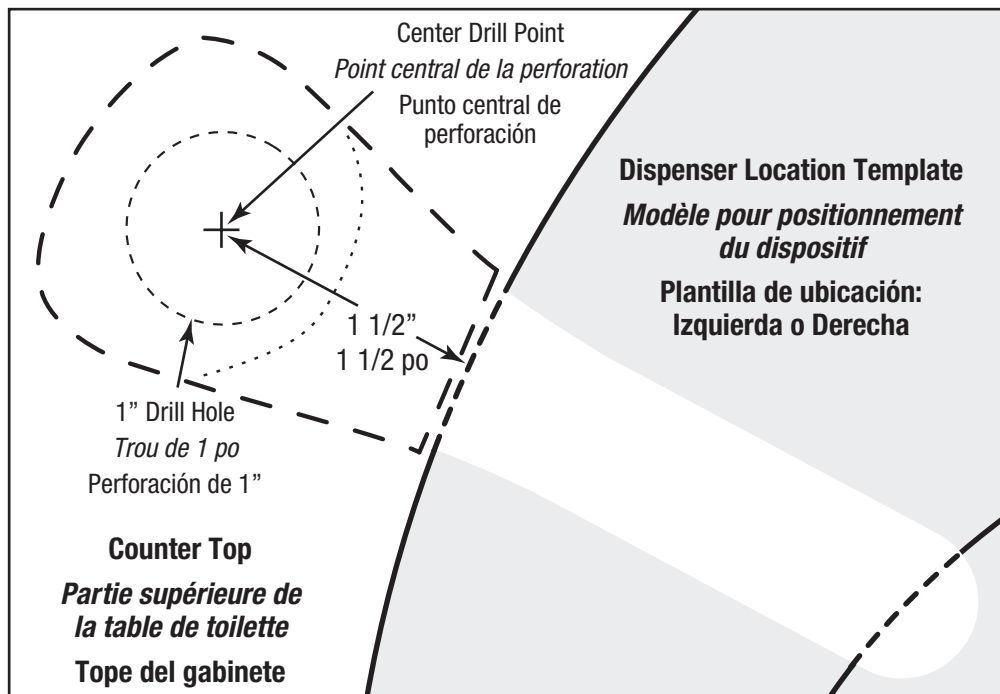 Center Drill Point
Point central de la perforation
Punto central de
perforación
Dispenser Location Template
Modèle pour positionnement
du dispositif
Plantilla de ubicación:
Izquierda o Derecha
1 1/2”
1 1/2 po
1” Drill Hole
Trou de 1 po
Perforación de 1”
Counter Top
Partie supérieure de
la table de toilette
Tope del gabinete